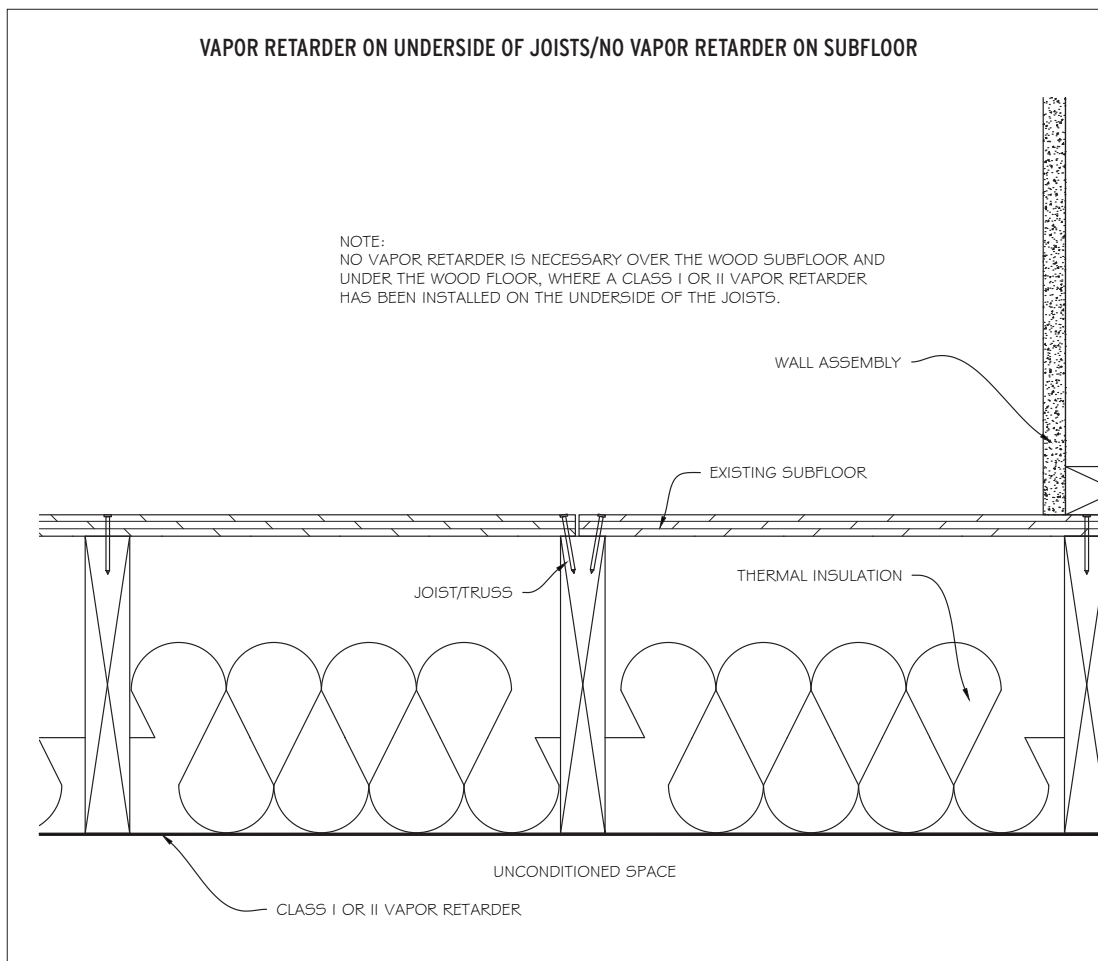 VAPOR RETARDER ON UNDERSIDE OF JOISTS/NO VAPOR RETARDER ON SUBFLOOR
NOTE:
NO VAPOR RETARDER IS NECESSARY OVER THE WOOD SUBFLOOR AND
UNDER THE WOOD FLOOR, WHERE A CLASS I OR II VAPOR RETARDER
HAS BEEN INSTALLED ON THE UNDERSIDE OF THE JOISTS.
WALL ASSEMBLY
EXISTING SUBFLOOR
THERMAL INSULATION
JOIST/TRUSS
UNCONDITIONED SPACE
CLASS I OR II VAPOR RETARDER